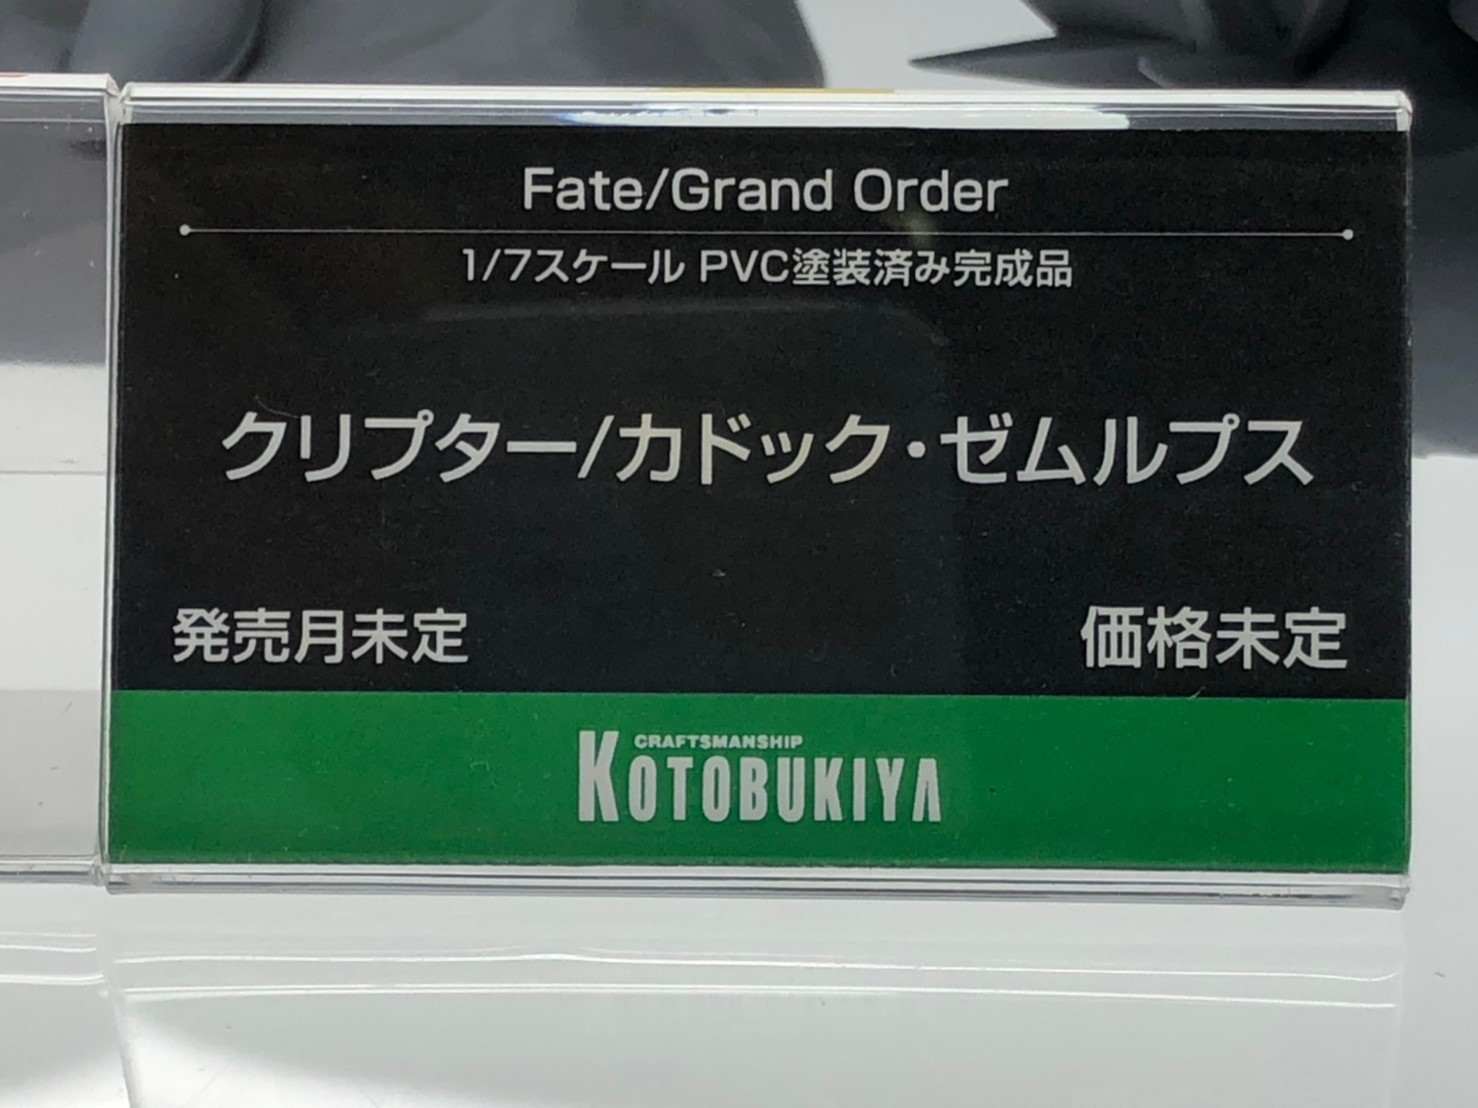 Fate/Grand Order
1/7スケール PVC塗装済み完成品
クリプター/カドック・ゼムルプス
発売月未定
価格未定
CRAFTSMANSHIP
KOTOBUKIYA